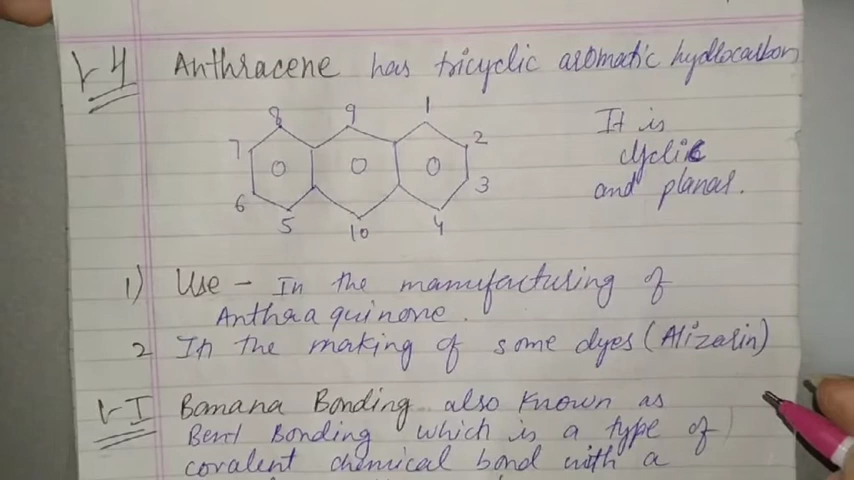 V 4 Anthracene has tricyclic aromatic hydrocarbon
8 9 1
7 2
It is
cyclic
6 3
and planar.
5 10 4
1) Use - In the manufacturing of
Anthraquinone.
2 In the making of some dyes (Alizarin)
V I Banana Bonding also known as
Bent Bonding which is a type of
covalent chemical bond with a